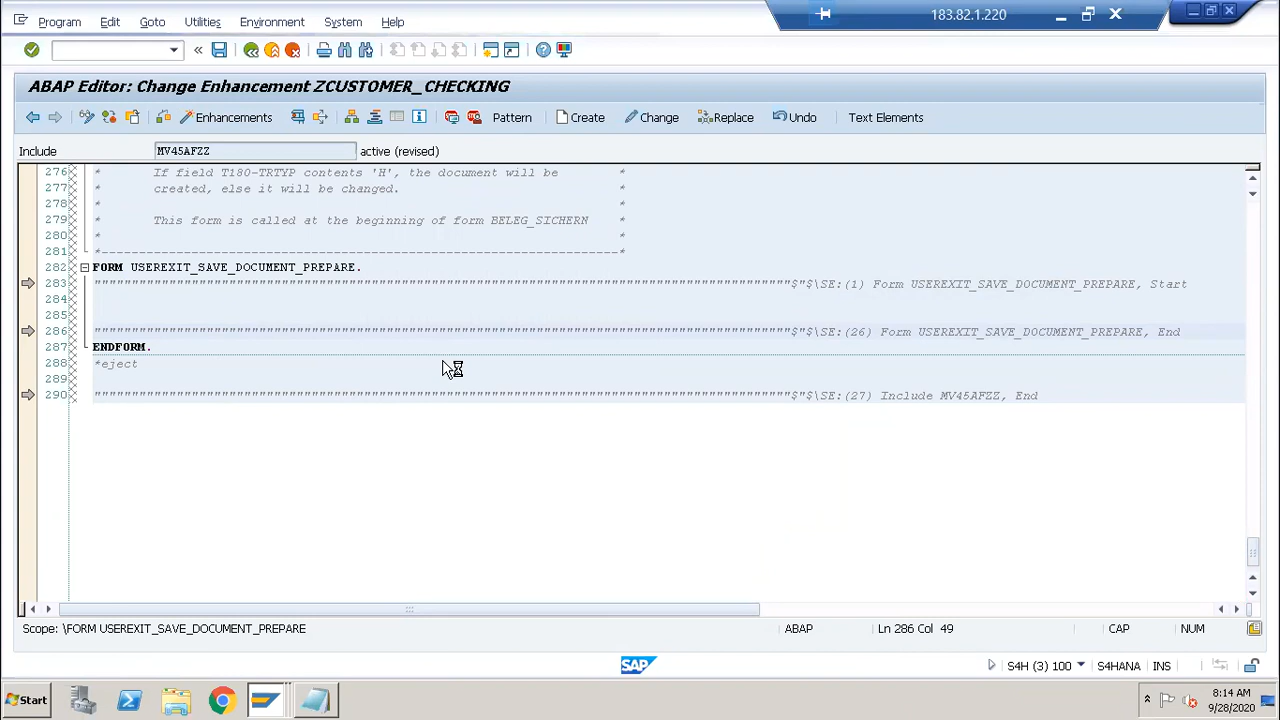 Program Edit Goto Utilities Environment System Help
183.82.1.220
ABAP Editor: Change Enhancement ZCUSTOMER_CHECKING
Enhancements Pattern Create Change Replace Undo Text Elements
Include MV45AFZZ active (revised)
276 * If field T180-TRTYP contents 'H', the document will be *
277 * created, else it will be changed. *
278 * *
279 * This form is called at the beginning of form BELEG_SICHERN *
280 * *
281 *---------------------------------------------------------------------*
282 FORM USEREXIT_SAVE_DOCUMENT_PREPARE.
283 """"""""""""""""""""""""""""""""""""""""""""""""""""""""""""""""""""""""""""""""""""""$"$\SE:(1) Form USEREXIT_SAVE_DOCUMENT_PREPARE, Start
284
285
286 """"""""""""""""""""""""""""""""""""""""""""""""""""""""""""""""""""""""""""""""""""""$"$\SE:(26) Form USEREXIT_SAVE_DOCUMENT_PREPARE, End
287 ENDFORM.
288 *eject
289
290 """"""""""""""""""""""""""""""""""""""""""""""""""""""""""""""""""""""""""""""""""""""$"$\SE:(27) Include MV45AFZZ, End
Scope: \FORM USEREXIT_SAVE_DOCUMENT_PREPARE ABAP Ln 286 Col 49 CAP NUM
SAP
S4H (3) 100 S4HANA INS
Start
8:14 AM
9/28/2020